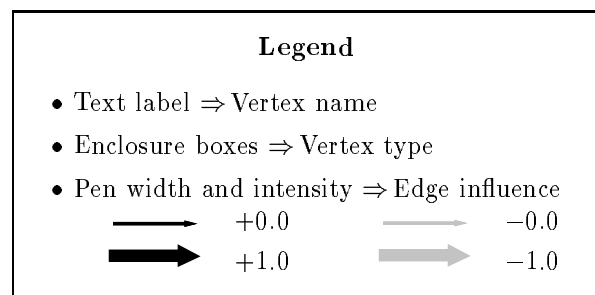 Legend
• Text label ⇒ Vertex name
• Enclosure boxes ⇒ Vertex type
• Pen width and intensity ⇒ Edge influence
+0.0 −0.0
+1.0 −1.0